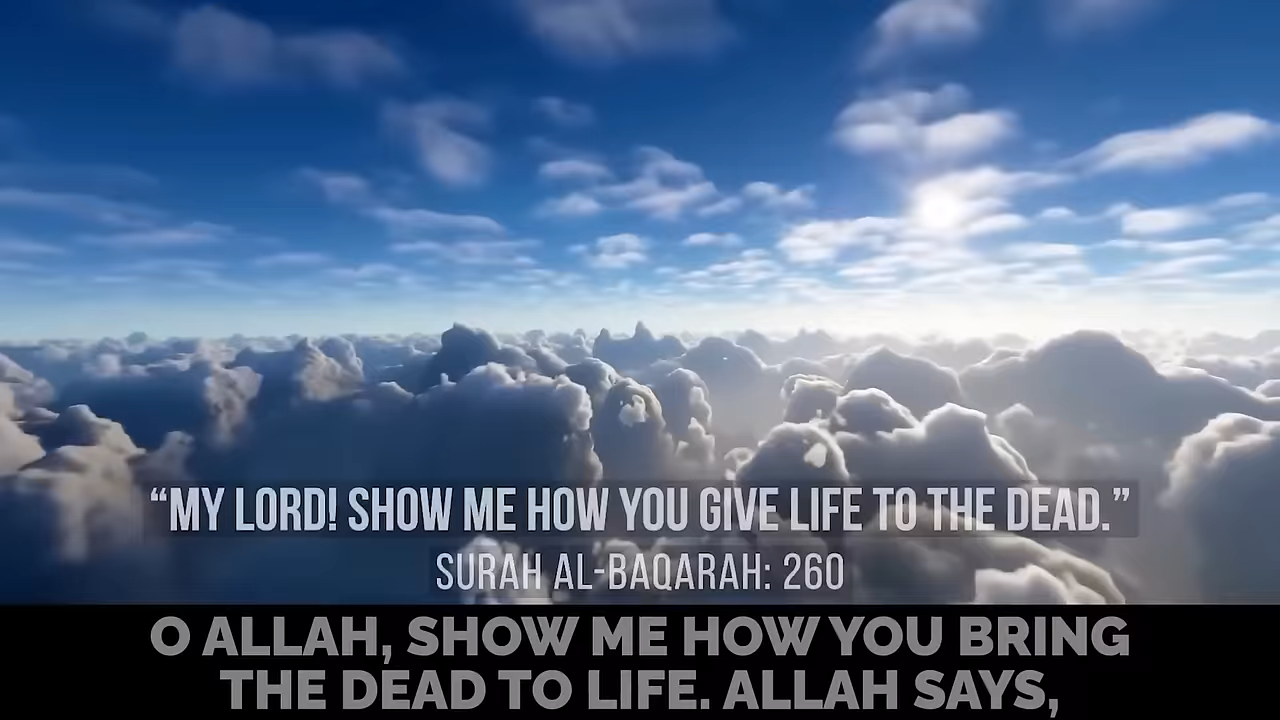 “MY LORD! SHOW ME HOW YOU GIVE LIFE TO THE DEAD.”
SURAH AL-BAQARAH: 260
O ALLAH, SHOW ME HOW YOU BRING
THE DEAD TO LIFE. ALLAH SAYS,